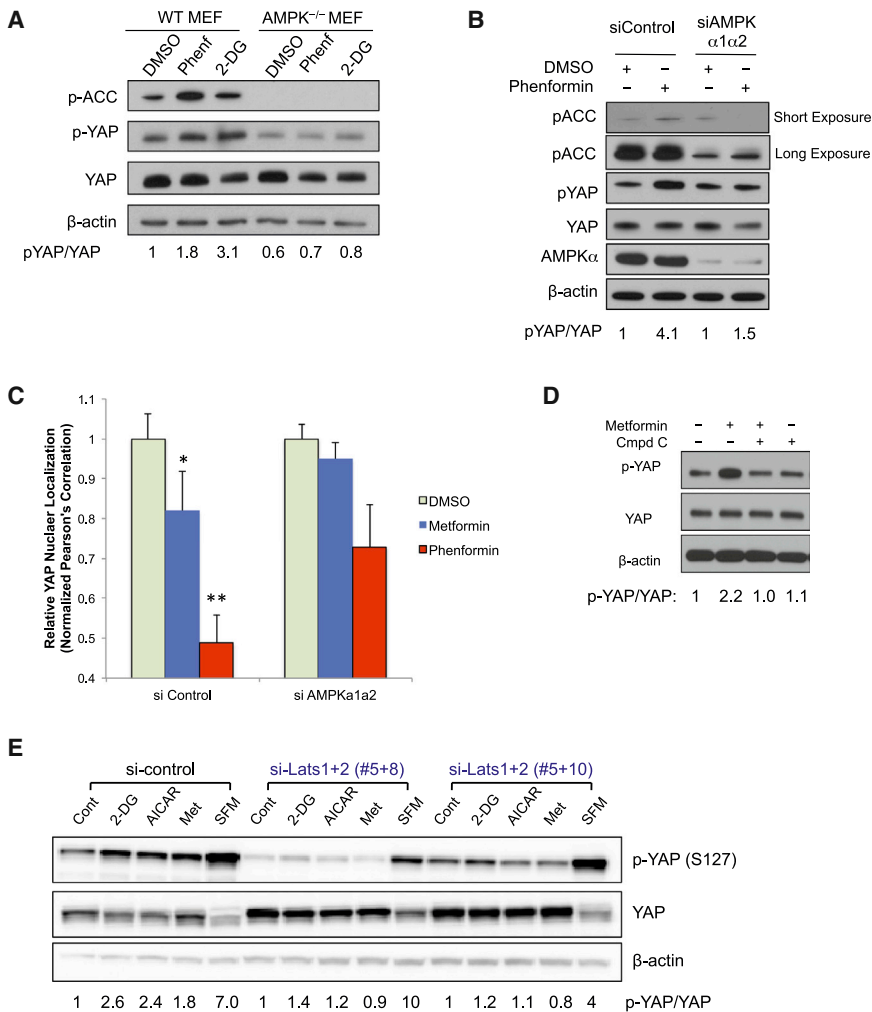 A
WT MEF AMPK–/– MEF
DMSO Phenf 2-DG DMSO Phenf 2-DG
p-ACC
p-YAP
YAP
β-actin
pYAP/YAP 1 1.8 3.1 0.6 0.7 0.8
B
siControl siAMPK
α1α2
DMSO + – + –
Phenformin – + – +
pACC Short Exposure
pACC Long Exposure
pYAP
YAP
AMPKα
β-actin
pYAP/YAP 1 4.1 1 1.5
C
Relative YAP Nuclaer Localization
(Normalized Pearson's Correlation)
1.1
1
0.9
0.8
0.7
0.6
0.5
0.4
*
**
si Control si AMPKa1a2
DMSO
Metformin
Phenformin
D
Metformin – + + –
Cmpd C – – + +
p-YAP
YAP
β-actin
p-YAP/YAP: 1 2.2 1.0 1.1
E
si-control si-Lats1+2 (#5+8) si-Lats1+2 (#5+10)
Cont 2-DG AICAR Met SFM Cont 2-DG AICAR Met SFM Cont 2-DG AICAR Met SFM
p-YAP (S127)
YAP
β-actin
1 2.6 2.4 1.8 7.0 1 1.4 1.2 0.9 10 1 1.2 1.1 0.8 4 p-YAP/YAP